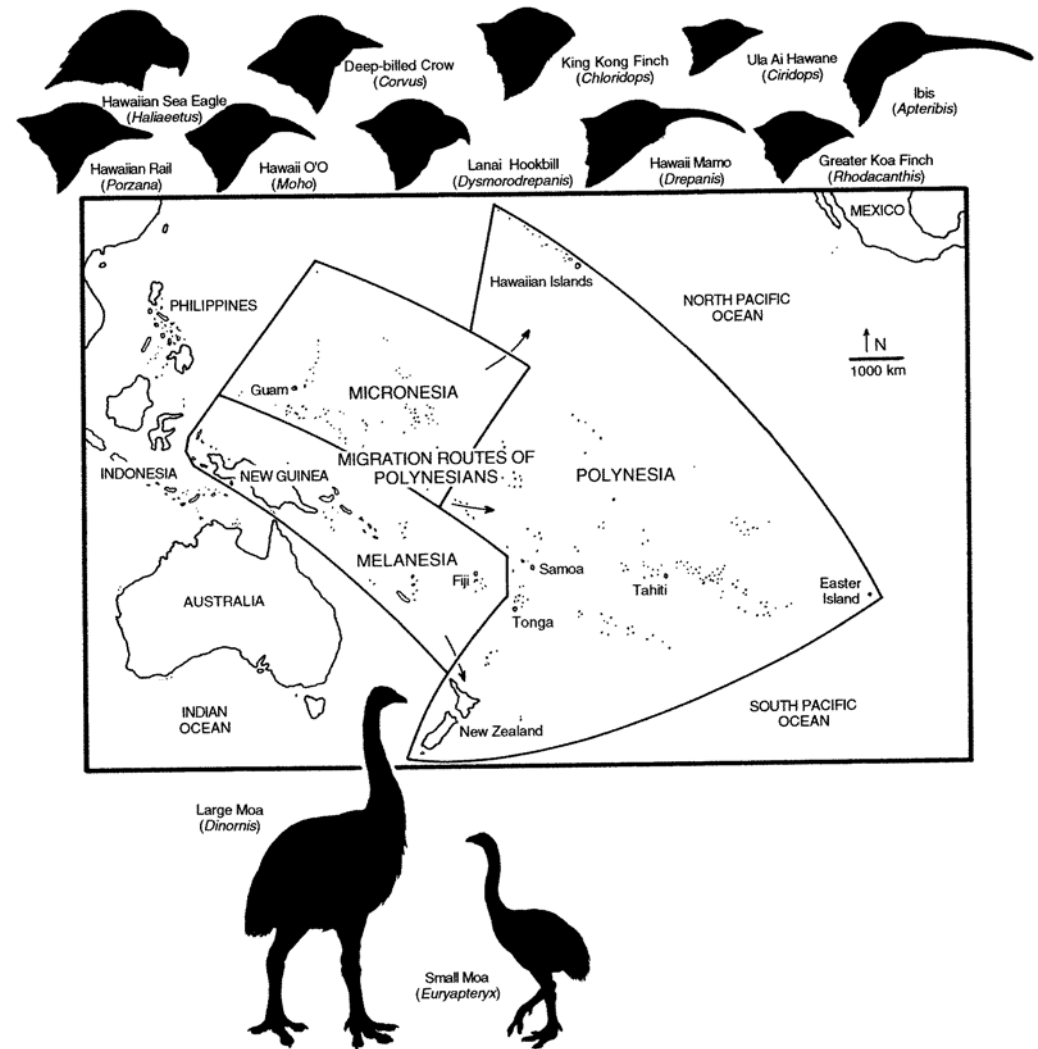 Hawaiian Sea Eagle
(Haliaeetus)
Deep-billed Crow
(Corvus)
King Kong Finch
(Chloridops)
Ula Ai Hawane
(Ciridops)
Ibis
(Apteribis)
Hawaiian Rail
(Porzana)
Hawaii O'O
(Moho)
Lanai Hookbill
(Dysmorodrepanis)
Hawaii Mamo
(Drepanis)
Greater Koa Finch
(Rhodacanthis)
MEXICO
Hawaiian Islands
NORTH PACIFIC
OCEAN
PHILIPPINES
N
1000 km
Guam
MICRONESIA
MIGRATION ROUTES OF
POLYNESIANS
POLYNESIA
INDONESIA
NEW GUINEA
MELANESIA
Fiji
Samoa
Tahiti
Easter
Island
AUSTRALIA
Tonga
INDIAN
OCEAN
New Zealand
SOUTH PACIFIC
OCEAN
Large Moa
(Dinornis)
Small Moa
(Euryapteryx)